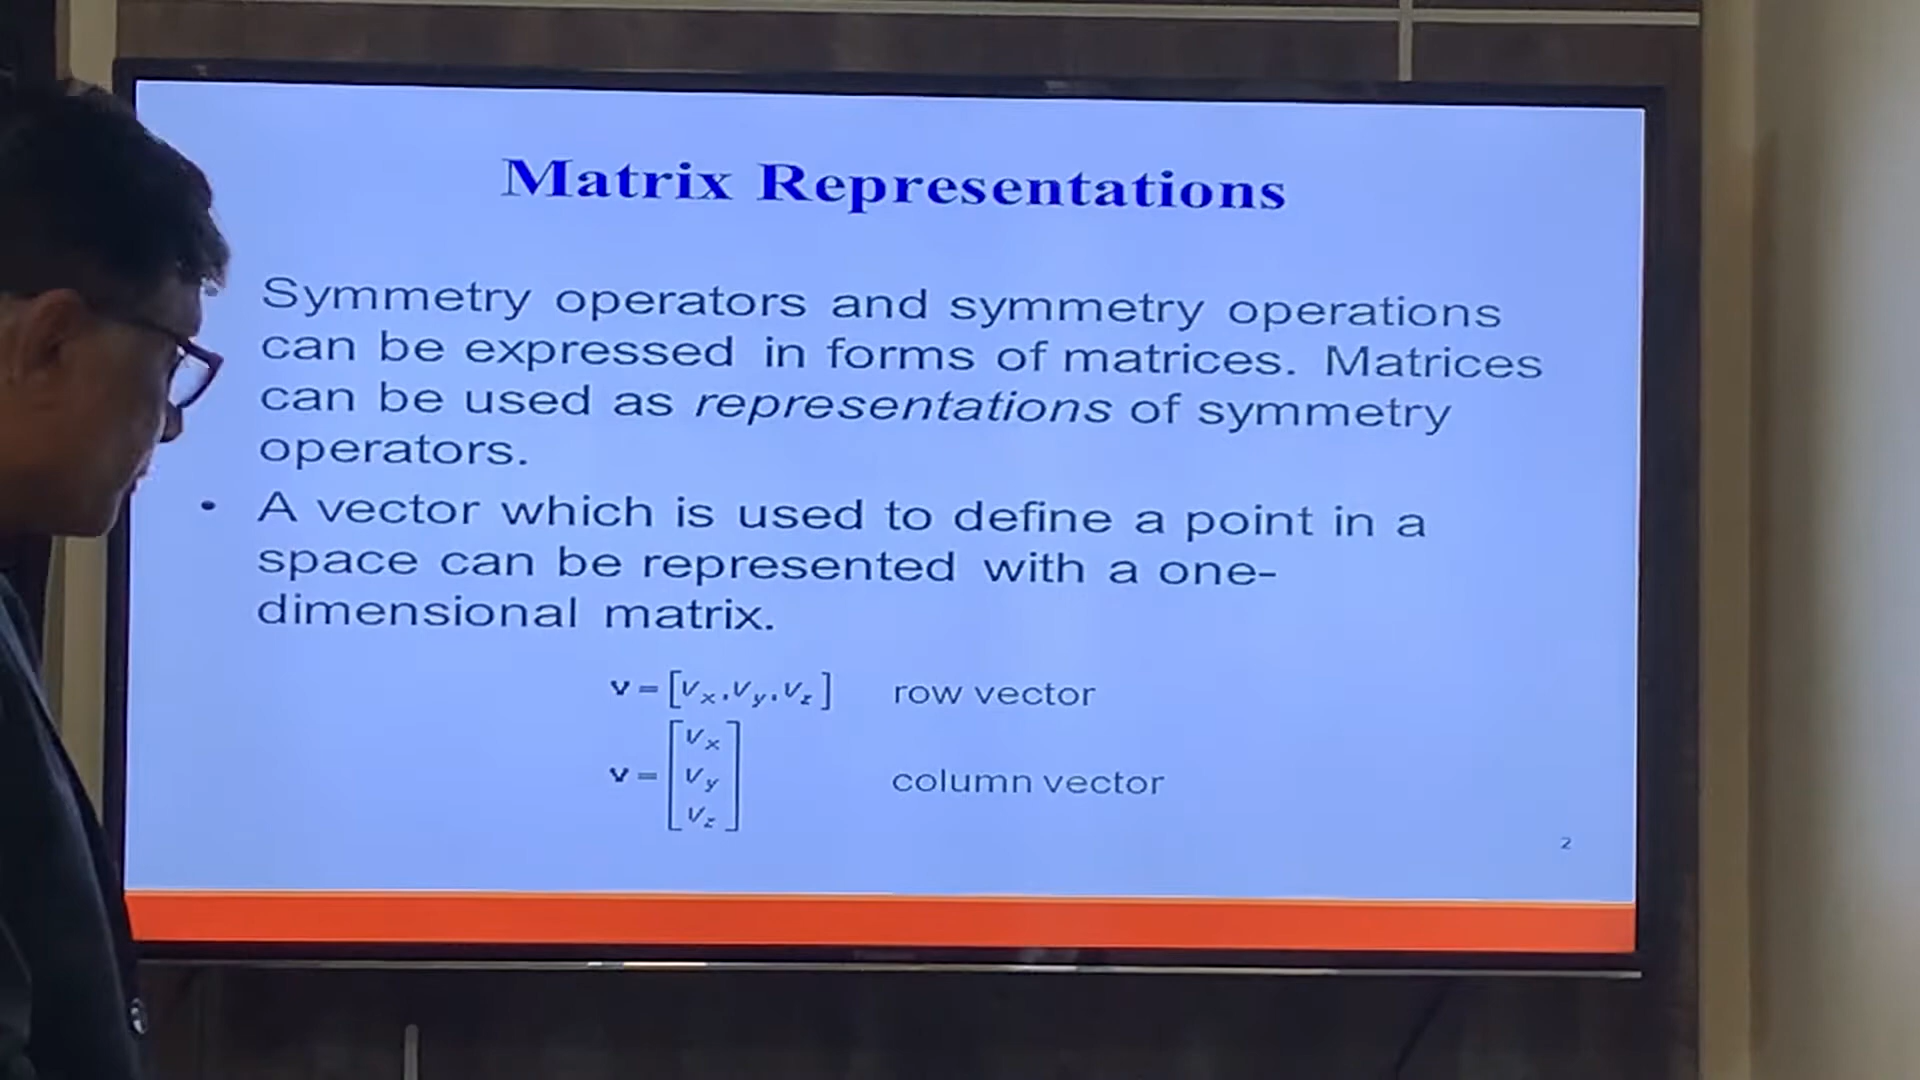 Matrix Representations
Symmetry operators and symmetry operations
can be expressed in forms of matrices. Matrices
can be used as representations of symmetry
operators.
• A vector which is used to define a point in a
space can be represented with a one-
dimensional matrix.
v = [vx, vy, vz] row vector
v = [vx
vy
vz] column vector
2